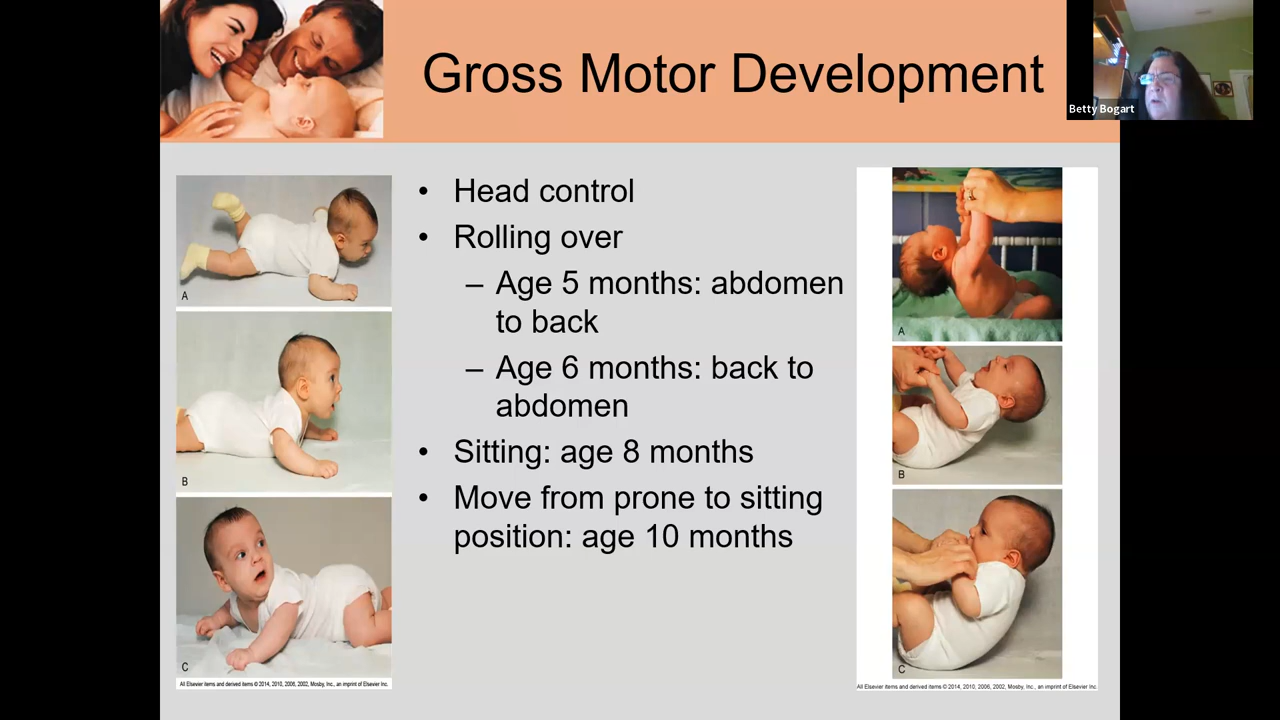 Gross Motor Development
Betty Bogart
• Head control
• Rolling over
– Age 5 months: abdomen
to back
– Age 6 months: back to
abdomen
• Sitting: age 8 months
• Move from prone to sitting
position: age 10 months
A
B
C
All Elsevier items and derived items © 2014, 2010, 2006, 2002, Mosby, Inc., an imprint of Elsevier Inc.
A
B
C
All Elsevier items and derived items © 2014, 2010, 2006, 2002, Mosby, Inc., an imprint of Elsevier Inc.